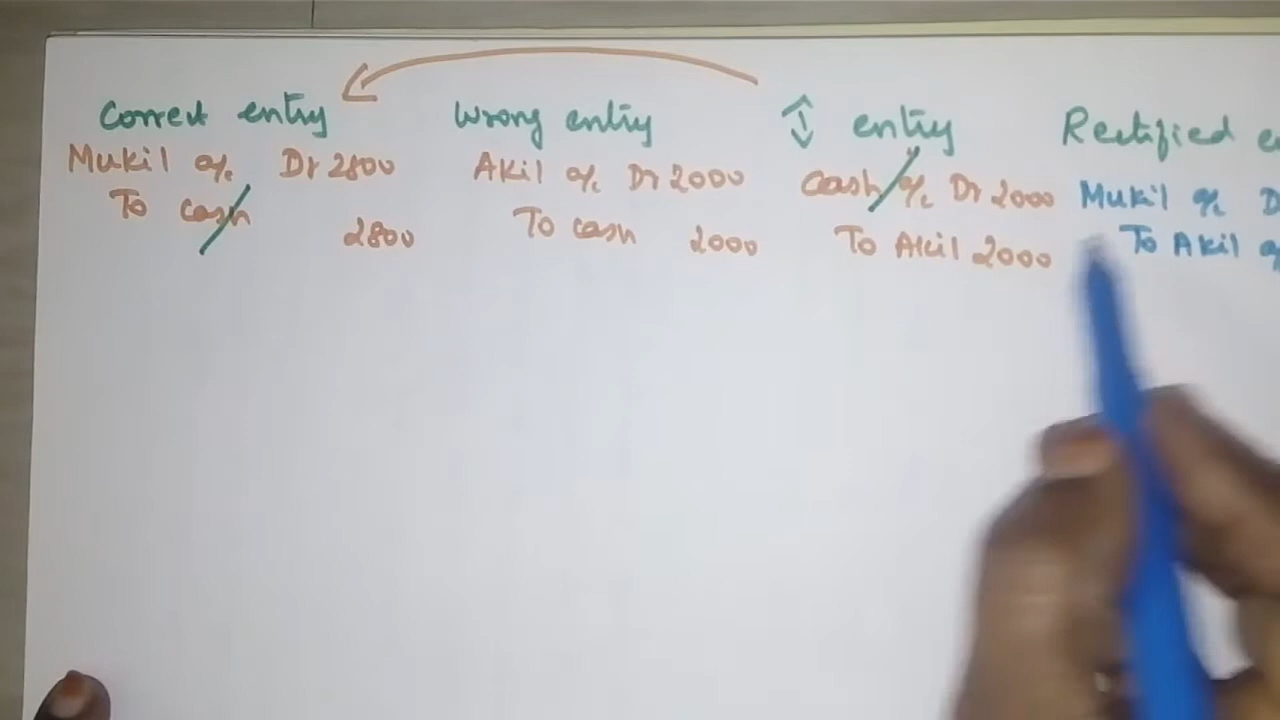 Correct entry
Mukil a/c Dr 2800
To cash
2800
Wrong entry
Akil a/c Dr 2000
To cash 2000
↕ entry
Cash a/c Dr 2000
To Akil 2000
Rectified e
Mukil a/c D
To Akil a